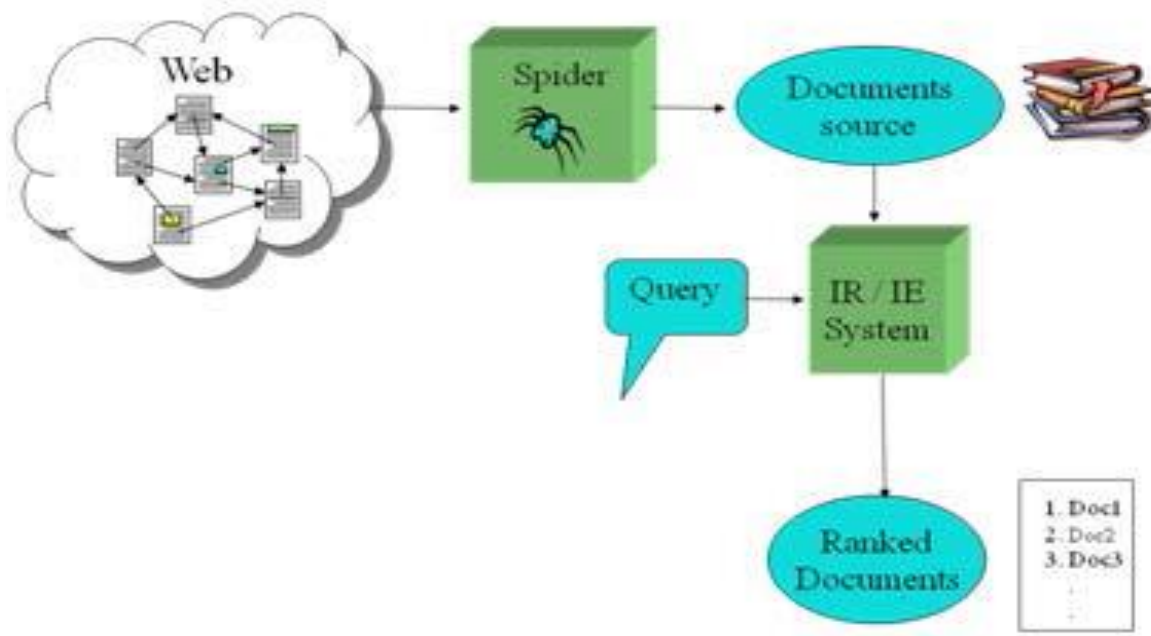 Web
Spider
Documents
source
Query
IR / IE
System
Ranked
Documents
1. Doc1
2. Doc2
3. Doc3
.
.